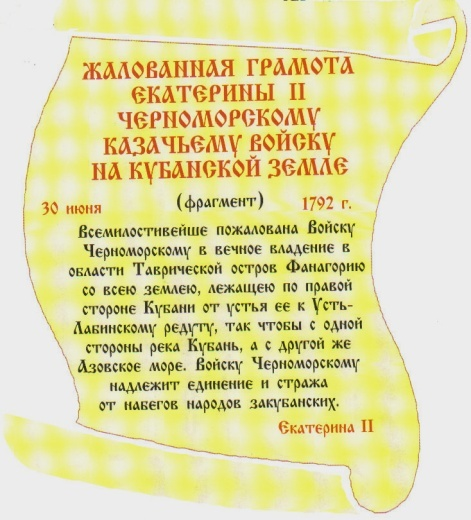 ЖАЛОВАННАЯ ГРАМОТА
ЕКАТЕРИНЫ II
ЧЕРНОМОРСКОМУ
КАЗАЧЬЕМУ ВОЙСКУ
НА КУБАНСКОЙ ЗЕМЛЕ
30 июня (фрагмент) 1792 г.
Всемилостивейше пожалована Войску
Черноморскому в вечное владение в
области Таврической остров Фанагорию
со всею землею, лежащею по правой
стороне Кубани от устья ее к Усть-
Лабинскому редуту, так чтобы с одной
стороны река Кубань, а с другой же
Азовское море. Войску Черноморскому
надлежит единение и стража
от набегов народов закубанских.
Екатерина II